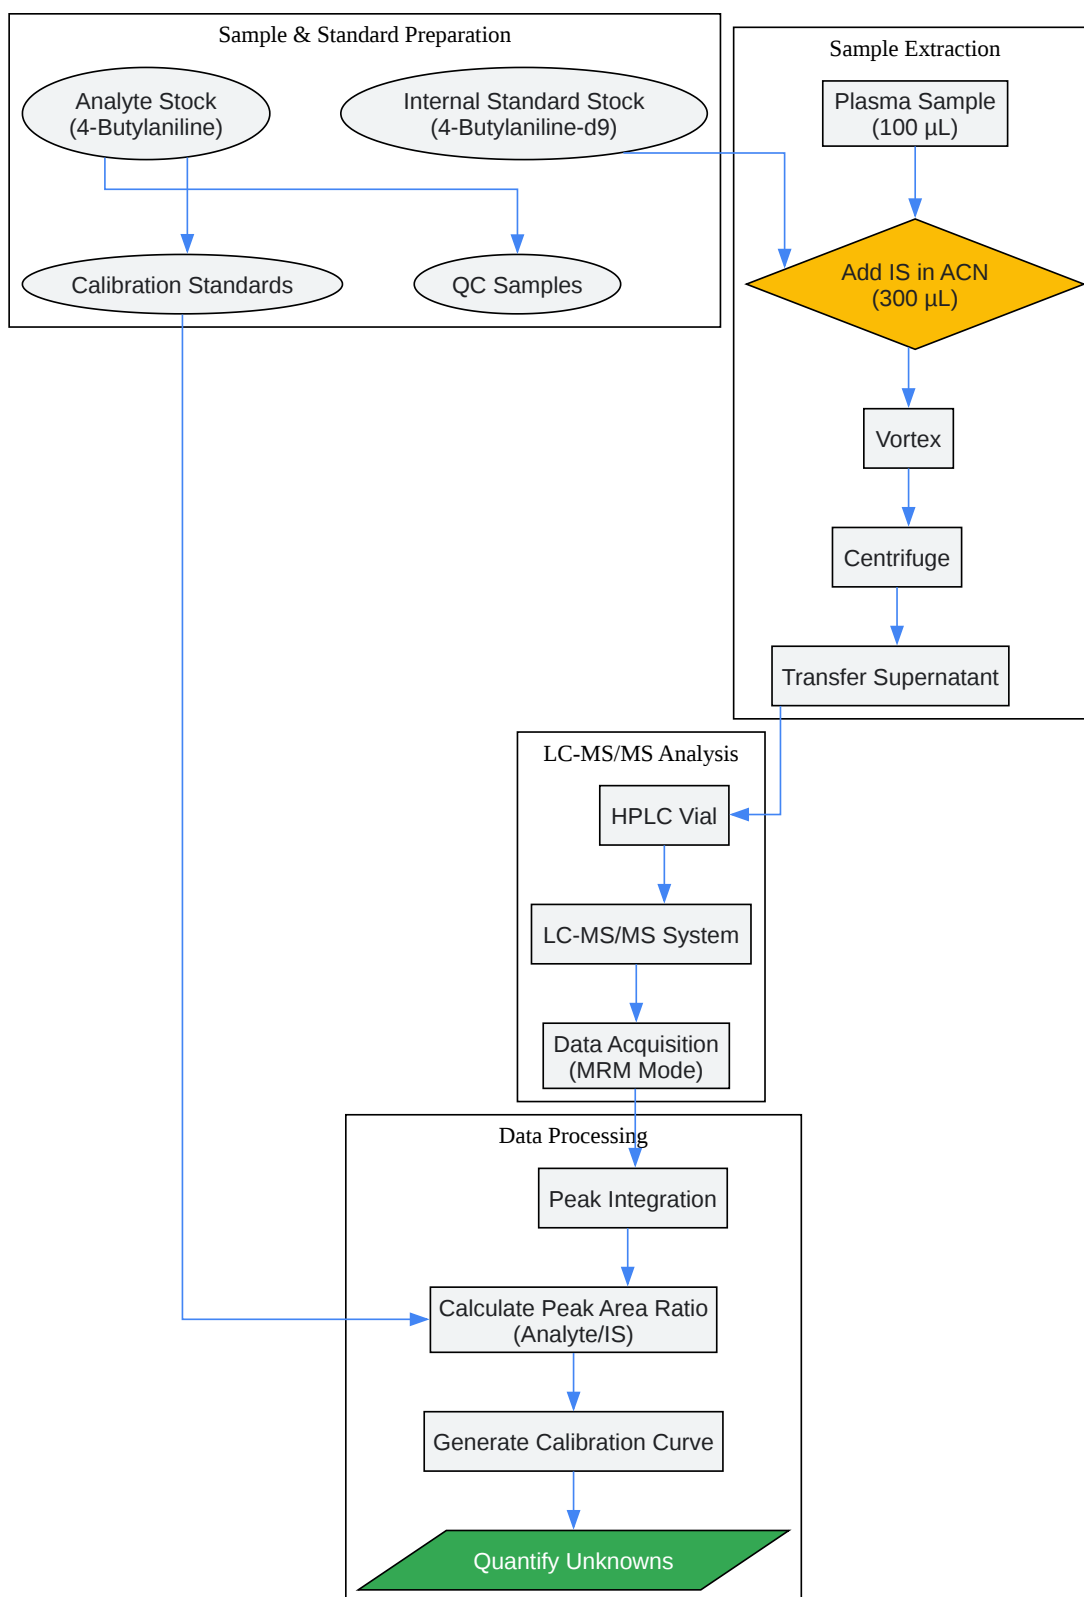 Sample & Standard Preparation
Analyte Stock
(4-Butylaniline)
Internal Standard Stock
(4-Butylaniline-d9)
Calibration Standards
QC Samples
Sample Extraction
Plasma Sample
(100 µL)
Add IS in ACN
(300 µL)
Vortex
Centrifuge
Transfer Supernatant
LC-MS/MS Analysis
HPLC Vial
LC-MS/MS System
Data Acquisition
(MRM Mode)
Data Processing
Peak Integration
Calculate Peak Area Ratio
(Analyte/IS)
Generate Calibration Curve
Quantify Unknowns